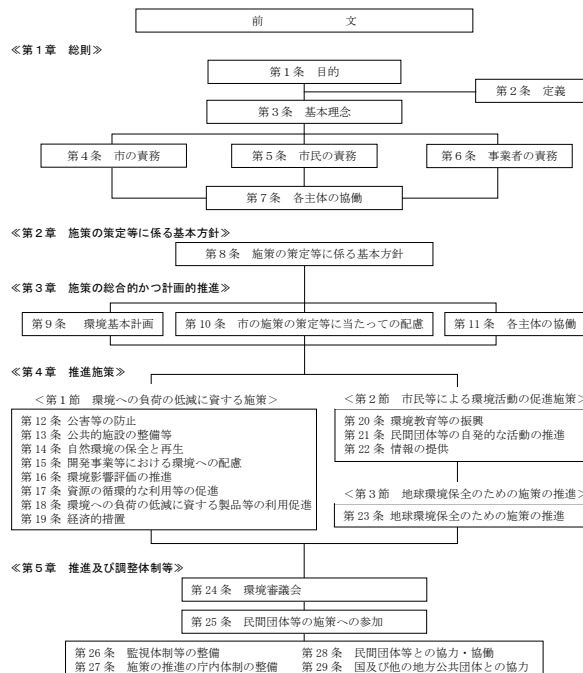 前　　　文
≪第１章　総則≫
第１条　目的
第２条　定義
第３条　基本理念
第４条　市の責務
第５条　市民の責務
第６条　事業者の責務
第７条　各主体の協働
≪第２章　施策の策定等に係る基本方針≫
第８条　施策の策定等に係る基本方針
≪第３章　施策の総合的かつ計画的推進≫
第９条　環境基本計画
第10条　市の施策の策定等に当たっての配慮
第11条　各主体の協働
≪第４章　推進施策≫
＜第１節　環境への負荷の低減に資する施策＞
第12条 公害等の防止
第13条 公共的施設の整備等
第14条 自然環境の保全と再生
第15条 開発事業等における環境への配慮
第16条 環境影響評価の推進
第17条 資源の循環的な利用等の促進
第18条 環境への負荷の低減に資する製品等の利用促進
第19条 経済的措置
＜第２節　市民等による環境活動の促進施策＞
第20条 環境教育等の振興
第21条 民間団体等の自発的な活動の推進
第22条 情報の提供
＜第３節　地球環境保全のための施策の推進＞
第23条 地球環境保全のための施策の推進
≪第５章　推進及び調整体制等≫
第24条　環境審議会
第25条　民間団体等の施策への参加
第26条　監視体制等の整備
第27条　施策の推進の庁内体制の整備
第28条　民間団体等との協力・協働
第29条　国及び他の地方公共団体との協力